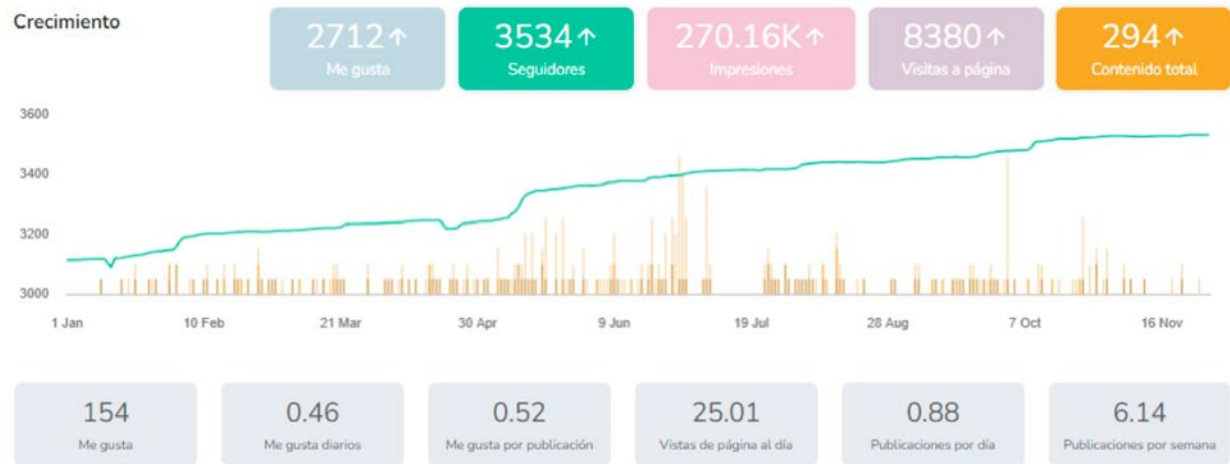 Crecimiento
2712↑
Me gusta
3534↑
Seguidores
270.16K↑
Impresiones
8380↑
Visitas a página
294↑
Contenido total
3600
3400
3200
3000
1 Jan
10 Feb
21 Mar
30 Apr
9 Jun
19 Jul
28 Aug
7 Oct
16 Nov
154
Me gusta
0.46
Me gusta diarios
0.52
Me gusta por publicación
25.01
Vistas de página al día
0.88
Publicaciones por día
6.14
Publicaciones por semana